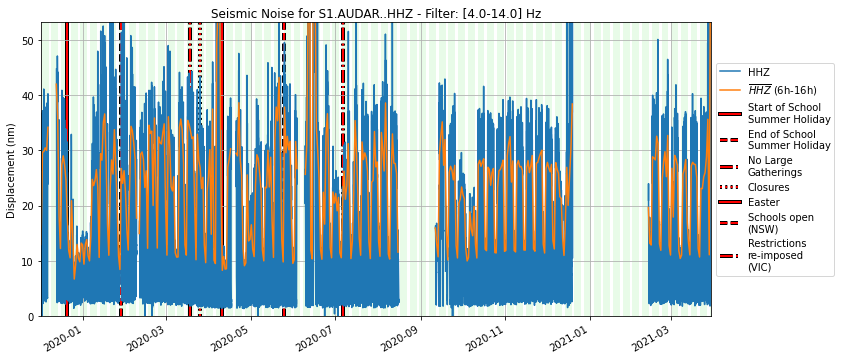 Seismic Noise for S1.AUDAR..HHZ - Filter: [4.0-14.0] Hz
Displacement (nm)
50
40
30
20
10
0
2020-01
2020-03
2020-05
2020-07
2020-09
2020-11
2021-01
2021-03
HHZ
HHZ (6h-16h)
Start of School
Summer Holiday
End of School
Summer Holiday
No Large
Gatherings
Closures
Easter
Schools open
(NSW)
Restrictions
re-imposed
(VIC)